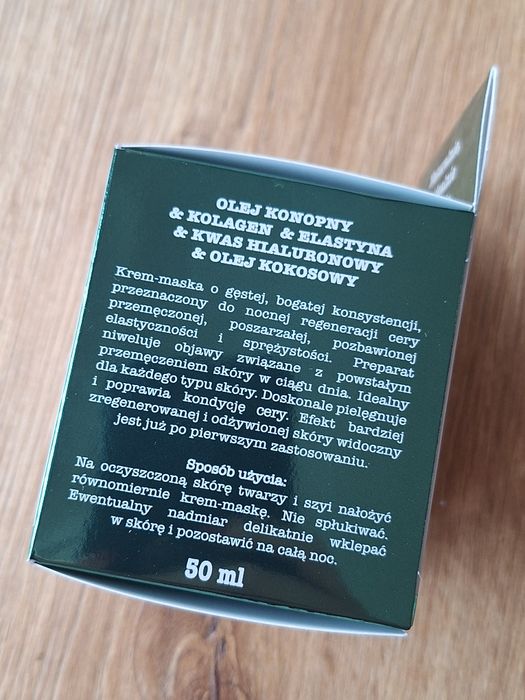 OLEJ KONOPNY
& KOLAGEN & ELASTYNA
& KWAS HIALURONOWY
& OLEJ KOKOSOWY
Krem-maska o gęstej, bogatej konsystencji,
przeznaczony do nocnej regeneracji cery
przemęczonej, poszarzałej, pozbawionej
elastyczności i sprężystości. Preparat
niweluje objawy związane z powstałym
przemęczeniem skóry w ciągu dnia. Idealny
dla każdego typu skóry. Doskonale pielęgnuje
i poprawia kondycję cery. Efekt bardziej
zregenerowanej i odżywionej skóry widoczny
jest już po pierwszym zastosowaniu.
Sposób użycia:
Na oczyszczoną skórę twarzy i szyi nałożyć
równomiernie krem-maskę. Nie spłukiwać.
Ewentualny nadmiar delikatnie wklepać
w skórę i pozostawić na całą noc.
50 ml